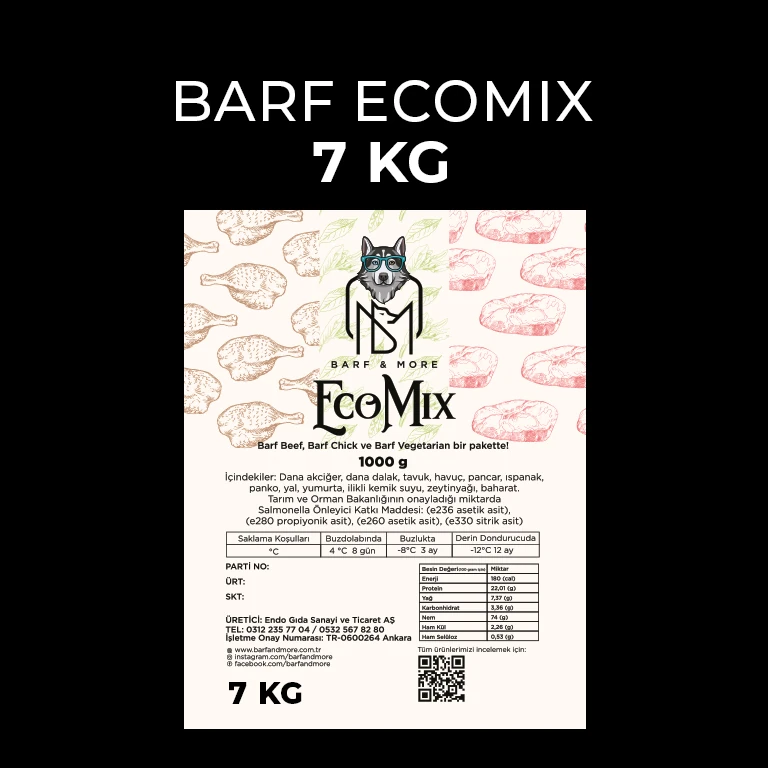 BARF ECOMIX
7 KG
BARF & MORE
ECOMIX
Barf Beef, Barf Chick ve Barf Vegetarian bir pakette!
1000 g
İçindekiler: Dana akciğer, dana dalak, tavuk, havuç, pancar, ıspanak,
panko, yal, yumurta, ilikli kemik suyu, zeytinyağı, baharat.
Tarım ve Orman Bakanlığının onayladığı miktarda
Salmonella Önleyici Katkı Maddesi: (e236 asetik asit),
(e280 propiyonik asit), (e260 asetik asit), (e330 sitrik asit)
Saklama Koşulları Buzdolabında Buzlukta Derin Dondurucuda
°C 4 °C 8 gün -8°C 3 ay -12°C 12 ay
PARTİ NO:
ÜRT:
SKT:
Besin Değeri(100 gram için) Miktar
Enerji 180 (cal)
Protein 22,01 (g)
Yağ 7,37 (g)
Karbonhidrat 3,36 (g)
Nem 74 (g)
Ham Kül 2,26 (g)
Ham Selüloz 0,53 (g)
ÜRETİCİ: Endo Gıda Sanayi ve Ticaret AŞ
TEL: 0312 235 77 04 / 0532 567 82 80
İşletme Onay Numarası: TR-0600264 Ankara
www.barfandmore.com.tr
instagram.com/barfandmore
facebook.com/barfandmore
Tüm ürünlerimizi incelemek için:
7 KG